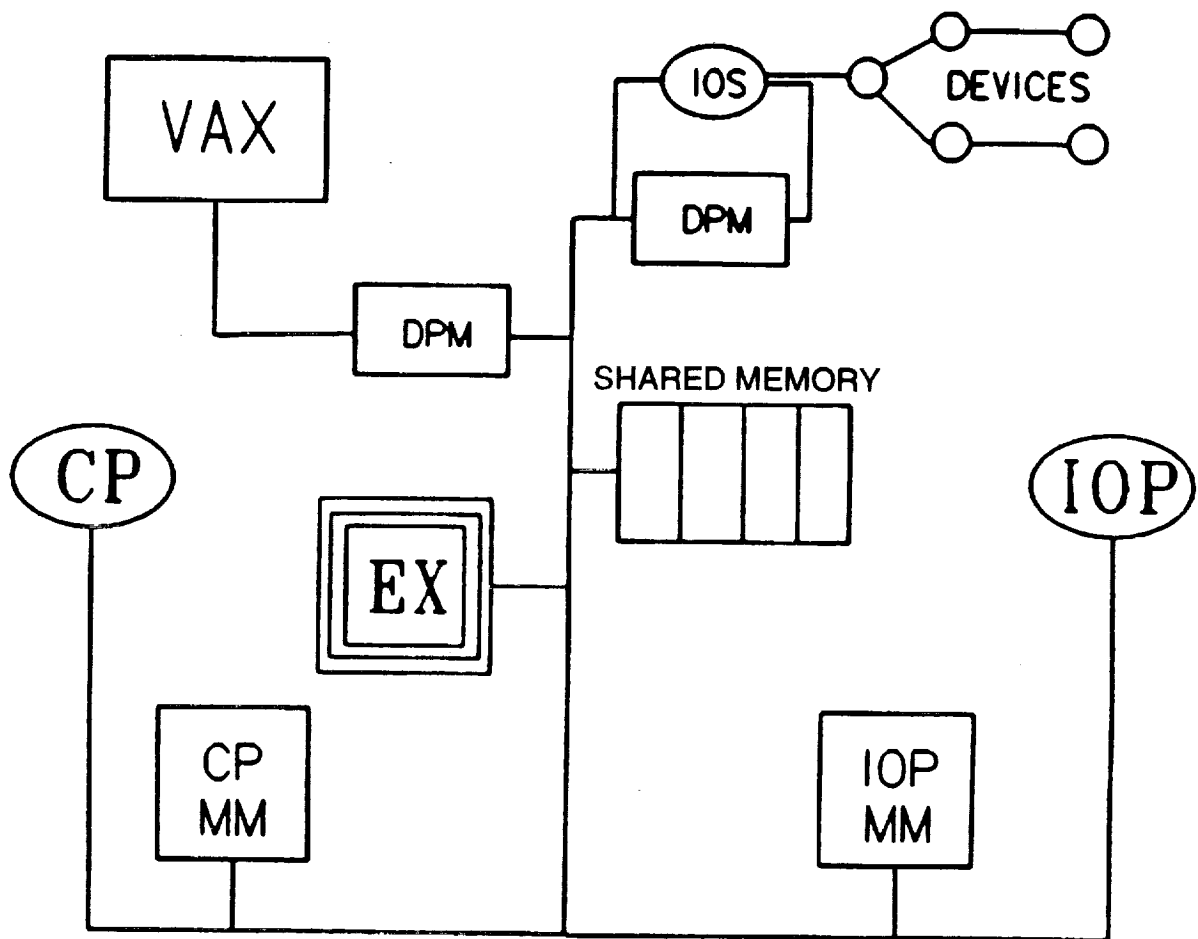 VAX
IOS
DEVICES
DPM
DPM
SHARED MEMORY
CP
IOP
EX
CP
MM
IOP
MM